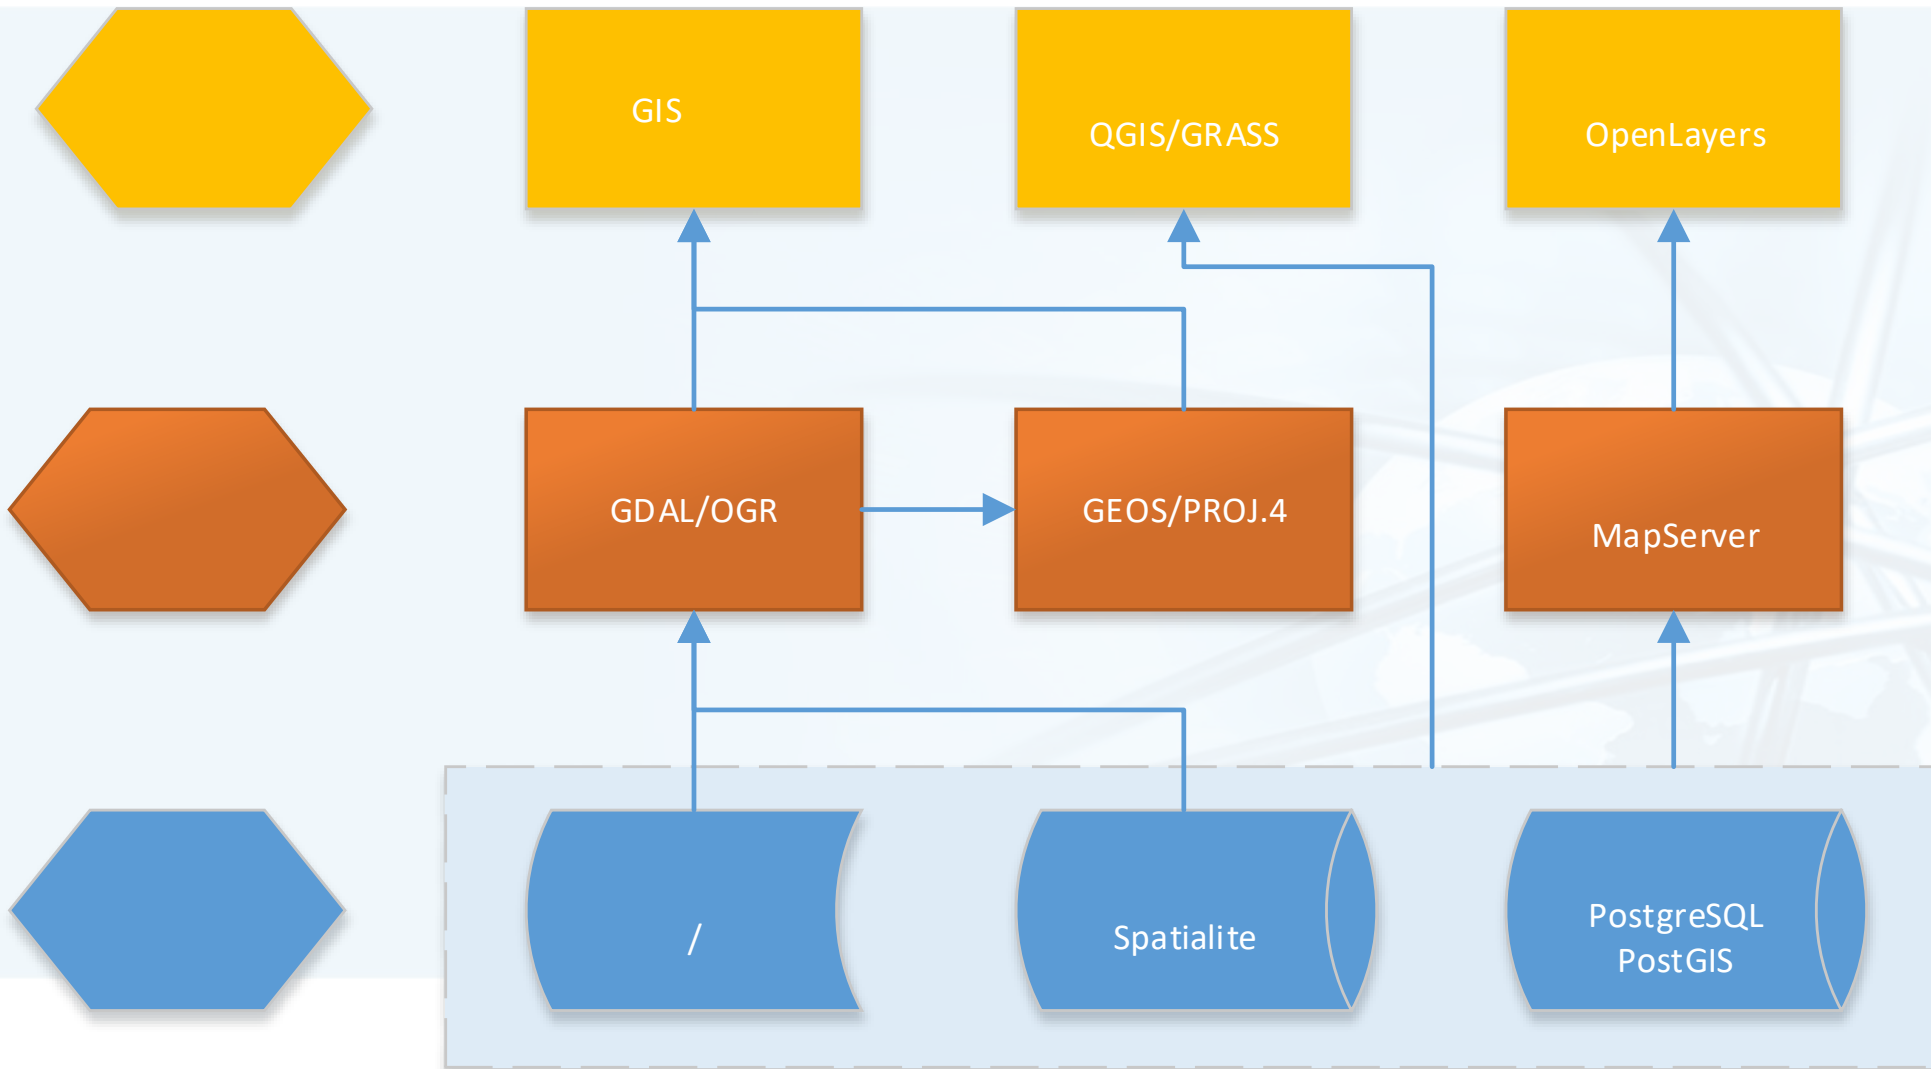 GIS
QGIS/GRASS
OpenLayers
GDAL/OGR
GEOS/PROJ.4
MapServer
/
Spatialite
PostgreSQL
PostGIS